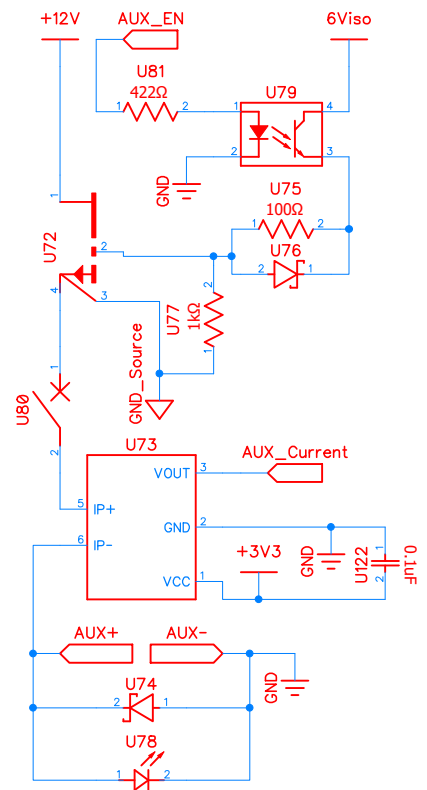 +12V
AUX_EN
6Viso
U81
422Ω
1
2
U79
1
4
2
3
GND
U75
100Ω
1
2
U76
2
1
1
U72
2
3
4
2
U77
1kΩ
1
GND_Source
1
U80
2
U73
AUX_Current
VOUT
3
5
IP+
GND
2
6
IP-
+3V3
GND
1
U122
0.1uF
2
VCC
1
AUX+
AUX-
GND
U74
2
1
U78
1
2